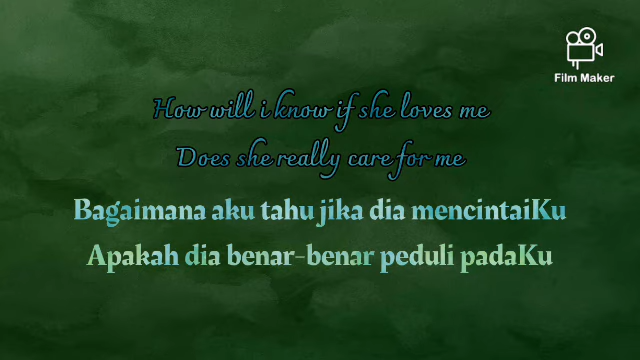 Film Maker
How will i know if she loves me
Does she really care for me
Bagaimana aku tahu jika dia mencintaiKu
Apakah dia benar-benar peduli padaKu